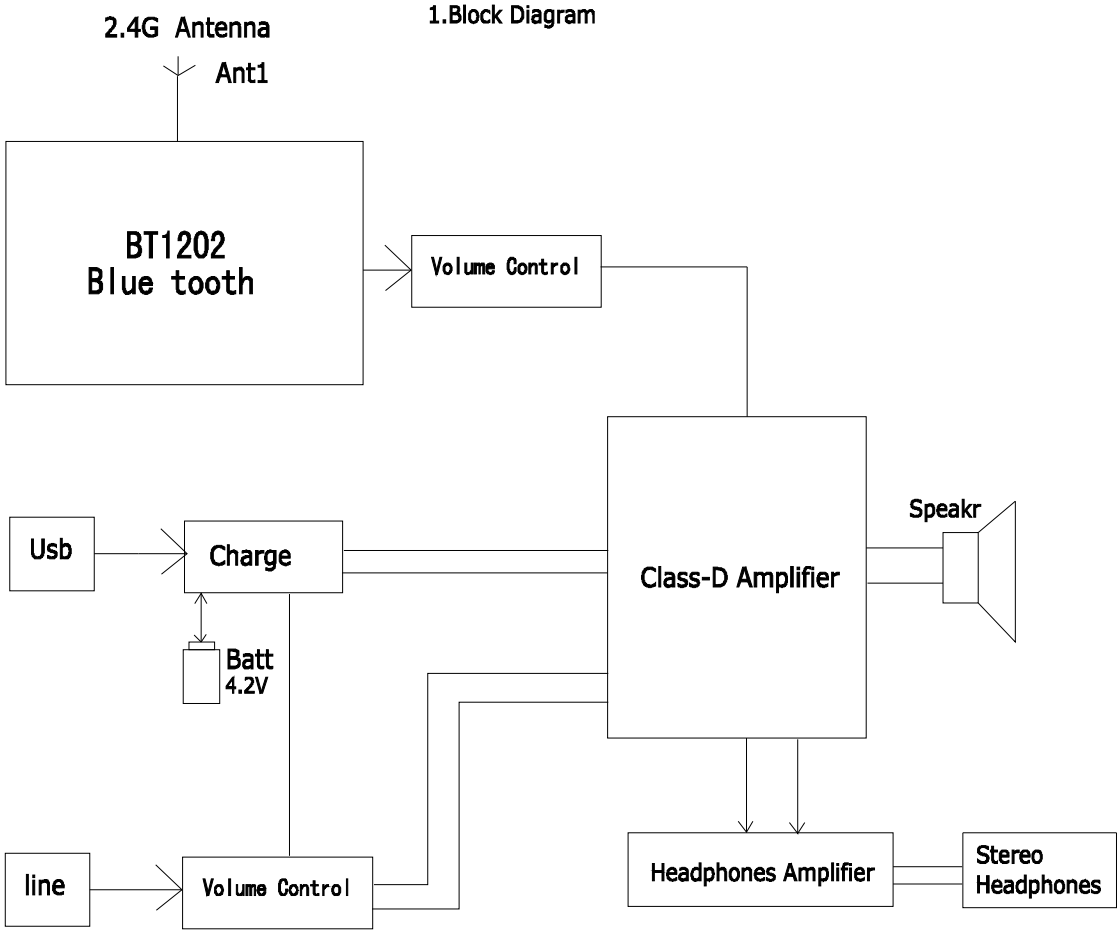 1.Block Diagram
2.4G Antenna
Ant1
BT1202
Blue tooth
Volume Control
Speakr
Usb
Charge
Class-D Amplifier
Batt
4.2V
line
Volume Control
Headphones Amplifier
Stereo
Headphones